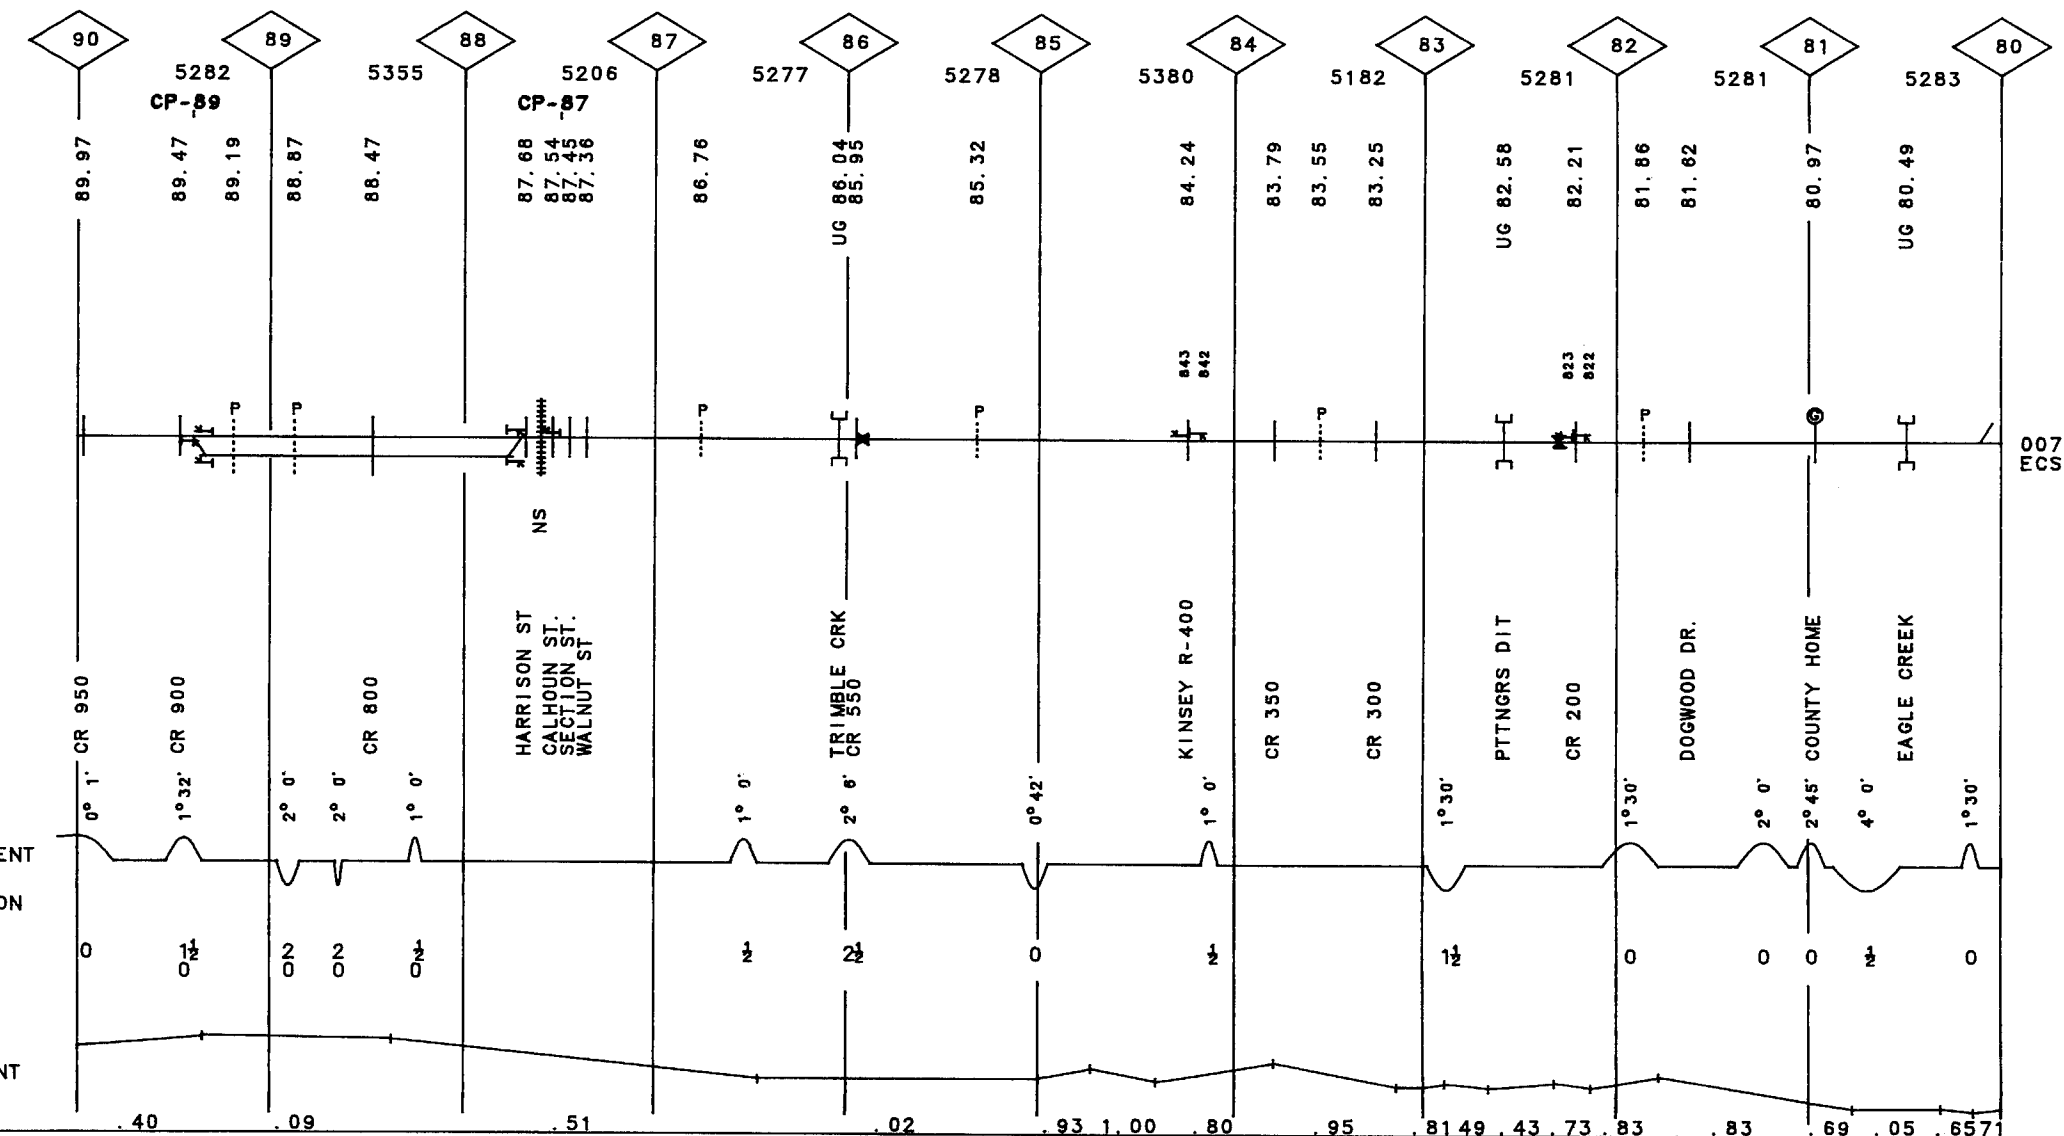 90 89 88 87 86 85 84 83 82 81 80
5282 5355 5206 5277 5278 5380 5182 5281 5281 5283
CP-89 CP-87
89.97 89.47 89.19 88.87 88.47 87.68 87.54 87.45 87.36 86.76 UG 86.04 85.95 85.32 84.24 83.79 83.55 83.25 UG 82.58 82.21 81.86 81.62 80.97 UG 80.49
843 842 823 822
P P P P P P G
007
ECS
NS
CR 950
CR 900
CR 800
HARRISON ST
CALHOUN ST.
SECTION ST.
WALNUT ST
TRIMBLE CRK
CR 550
KINSEY R-400
CR 350
CR 300
PTTNGRS DIT
CR 200
DOGWOOD DR.
COUNTY HOME
EAGLE CREEK
0° 1' 1°32' 2° 0' 2° 0' 1° 0' 1° 0' 2° 6' 0°42' 1° 0' 1°30' 1°30' 2° 0' 2°45' 4° 0' 1°30'
ENT
ON
0 1½ 2 2 ½ ½ 2½ 0 ½ 1½ 0 0 0 ½ 0
0 0 0 0
NT
.40 .09 .51 .02 .93 1.00 .80 .95 .81 49 .43 .73 .83 .83 .69 .05 .6571